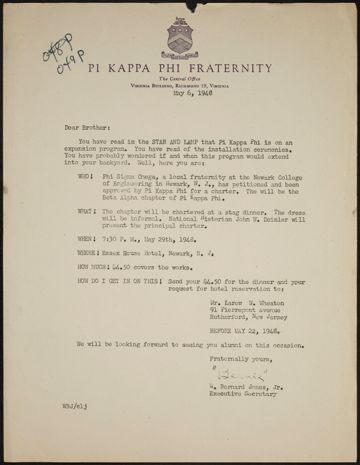 048 P
049 P
PI KAPPA PHI FRATERNITY
The Central Office
VIRGINIA BUILDING, RICHMOND 19, VIRGINIA
May 6, 1948
Dear Brother:
You have read in the STAR AND LAMP that Pi Kappa Phi is on an
expansion program. You have read of the installation ceremonies.
You have probably wondered if and when this program would extend
into your backyard. Well, here you are:
WHO! Phi Sigma Omega, a local fraternity at the Newark College
of Engineering in Newark, N. J., has petitioned and been
approved by Pi Kappa Phi for a charter. The will be the
Beta Alpha chapter of Pi Kappa Phi.
WHAT! The chapter will be chartered at a stag dinner. The dress
will be informal. National Historian John W. Deimler will
present the principal charter.
WHEN! 7:30 P. M., May 29th, 1948.
WHERE! Essex House Hotel, Newark, N. J.
HOW MUCH! $4.50 covers the works.
HOW DO I GET IN ON THIS! Send your $4.50 for the dinner and your
request for hotel reservation to:
Mr. Karow W. Wheaton
91 Pierrepont Avenue
Rutherford, New Jersey
BEFORE MAY 22, 1948.
We will be looking forward to seeing you alumni on this occasion.
Fraternally yours,
"Bernie"
W. Bernard Jones, Jr.
Executive Secretary
WBJ/elj